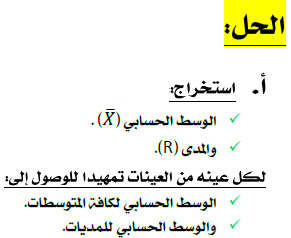 الحل:
أ. استخراج:
✓ الوسط الحسابي (X̅) .
✓ والمدى (R).
لكل عينه من العينات تمهيدا للوصول إلى:
✓ الوسط الحسابي لكافة المتوسطات.
✓ والوسط الحسابي للمديات.